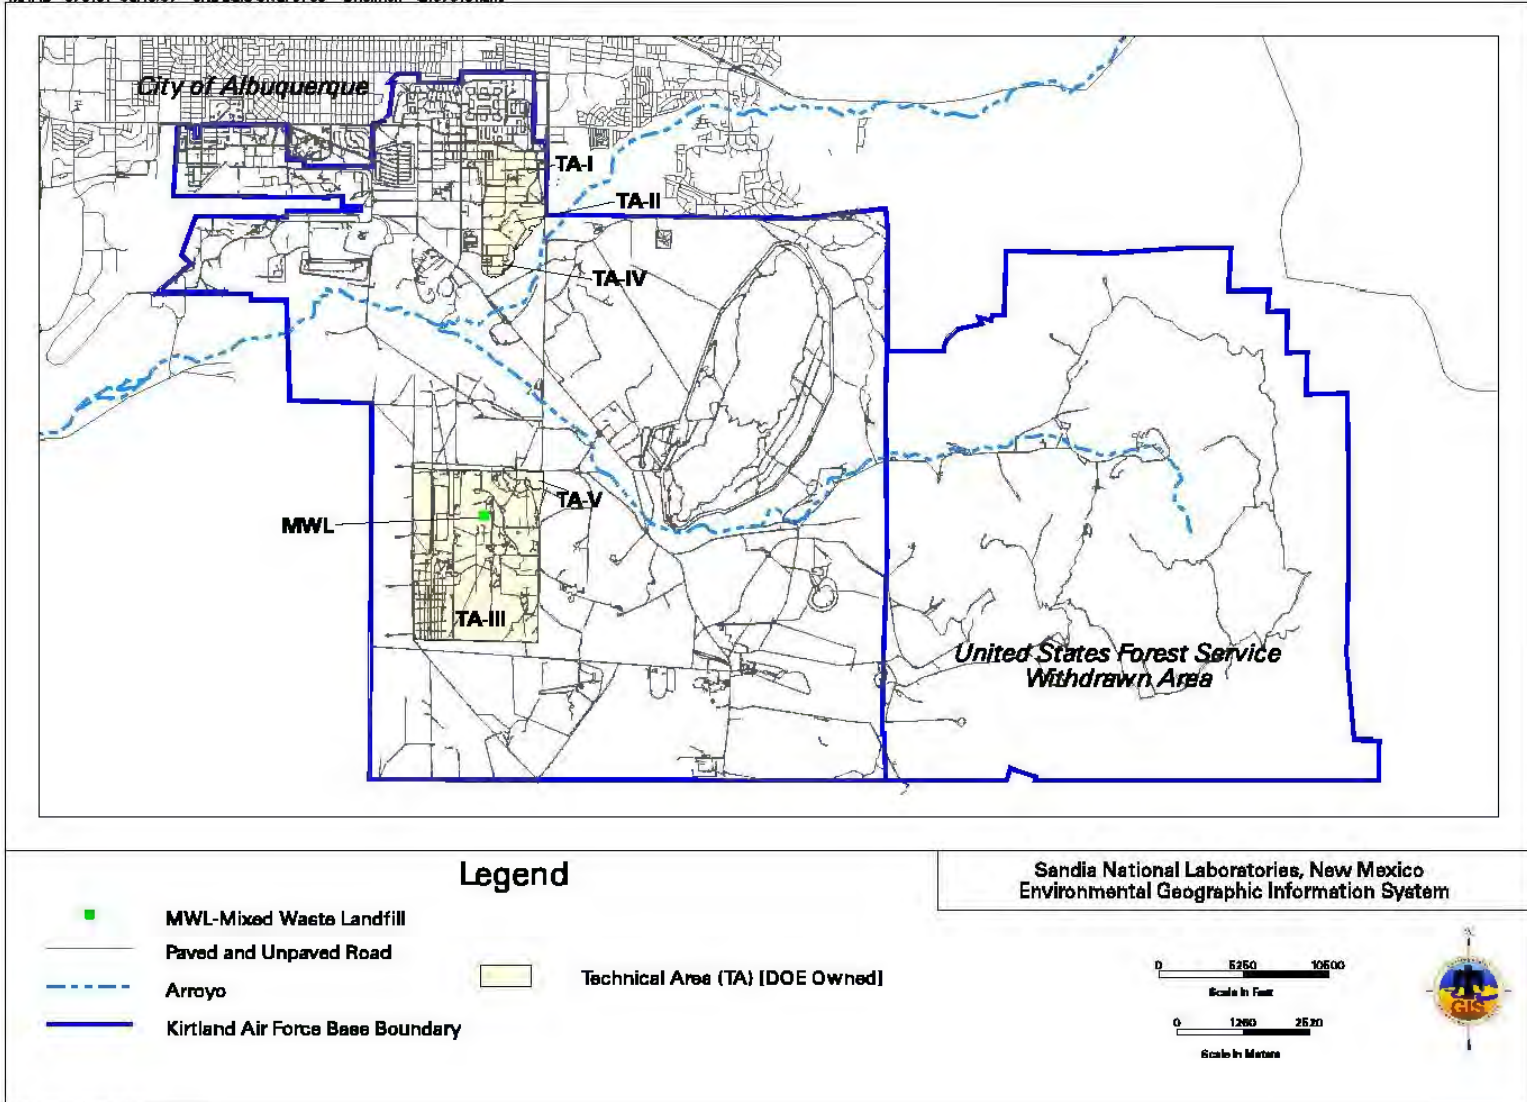 City of Albuquerque
TA-I
TA-II
TA-IV
TA-V
MWL
TA-III
United States Forest Service
Withdrawn Area
Legend
MWL-Mixed Waste Landfill
Paved and Unpaved Road
Arroyo
Kirtland Air Force Base Boundary
Technical Area (TA) [DOE Owned]
Sandia National Laboratories, New Mexico
Environmental Geographic Information System
0 5250 10500
Scale in Feet
0 1260 2520
Scale in Meters
GIS